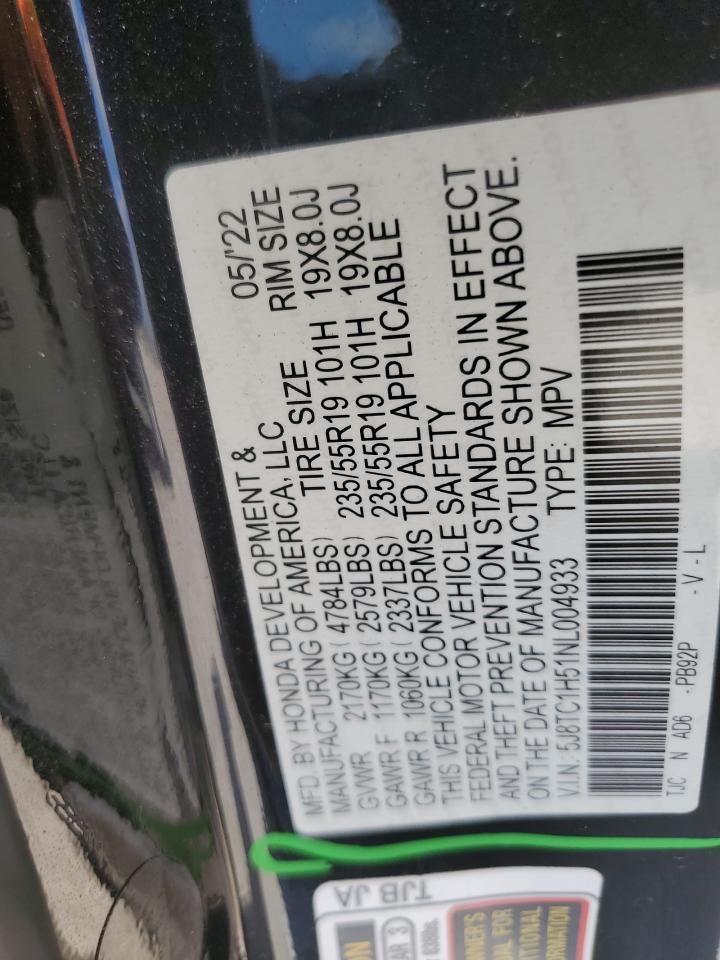 MFD. BY HONDA DEVELOPMENT & 05/'22
MANUFACTURING OF AMERICA, LLC
TIRE SIZE RIM SIZE
GVWR 2170KG ( 4784LBS) 235/55R19 101H 19X8.0J
GAWR F 1170KG ( 2579LBS) 235/55R19 101H 19X8.0J
GAWR R 1060KG ( 2337LBS)
THIS VEHICLE CONFORMS TO ALL APPLICABLE
FEDERAL MOTOR VEHICLE SAFETY
AND THEFT PREVENTION STANDARDS IN EFFECT
ON THE DATE OF MANUFACTURE SHOWN ABOVE.
V.I.N: 5J8TC1H51NL004933 TYPE: MPV
TJC N AD6 -PB92P - V - L
TJB JA